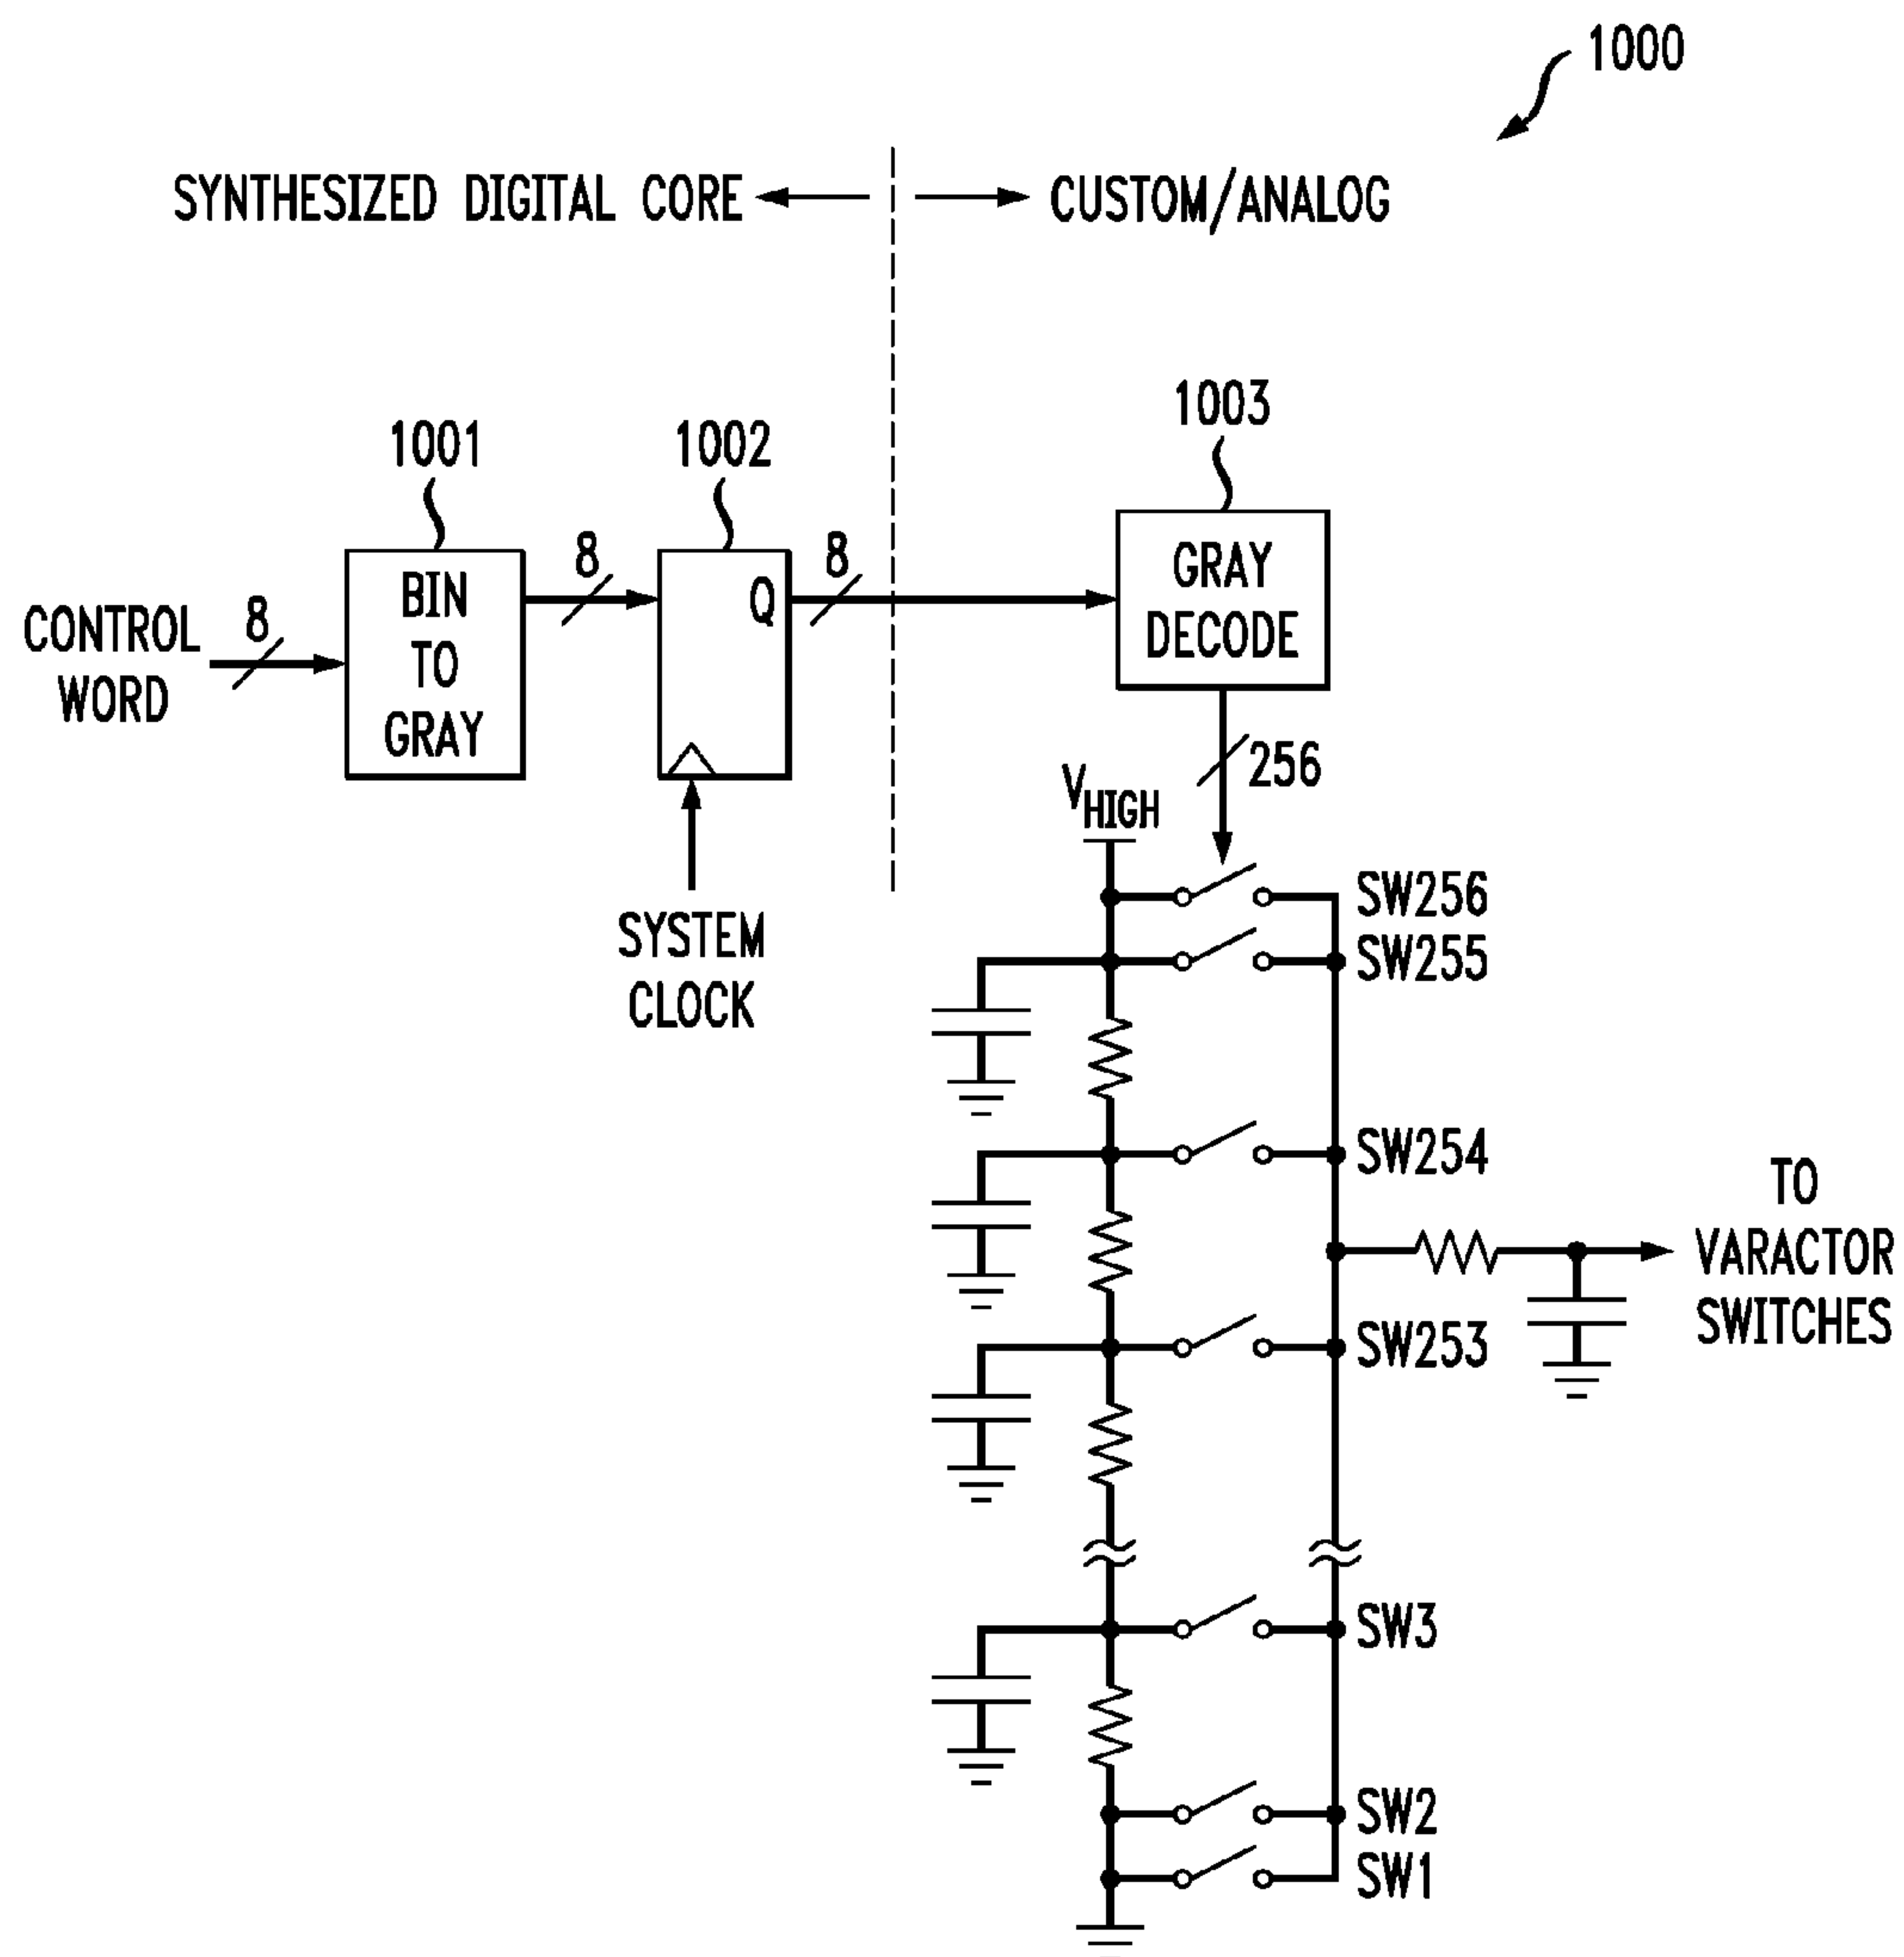 1000
SYNTHESIZED DIGITAL CORE
CUSTOM/ANALOG
1001
1002
1003
CONTROL
WORD
8
BIN
TO
GRAY
8
Q
8
GRAY
DECODE
SYSTEM
CLOCK
256
VHIGH
SW256
SW255
SW254
SW253
TO
VARACTOR
SWITCHES
SW3
SW2
SW1